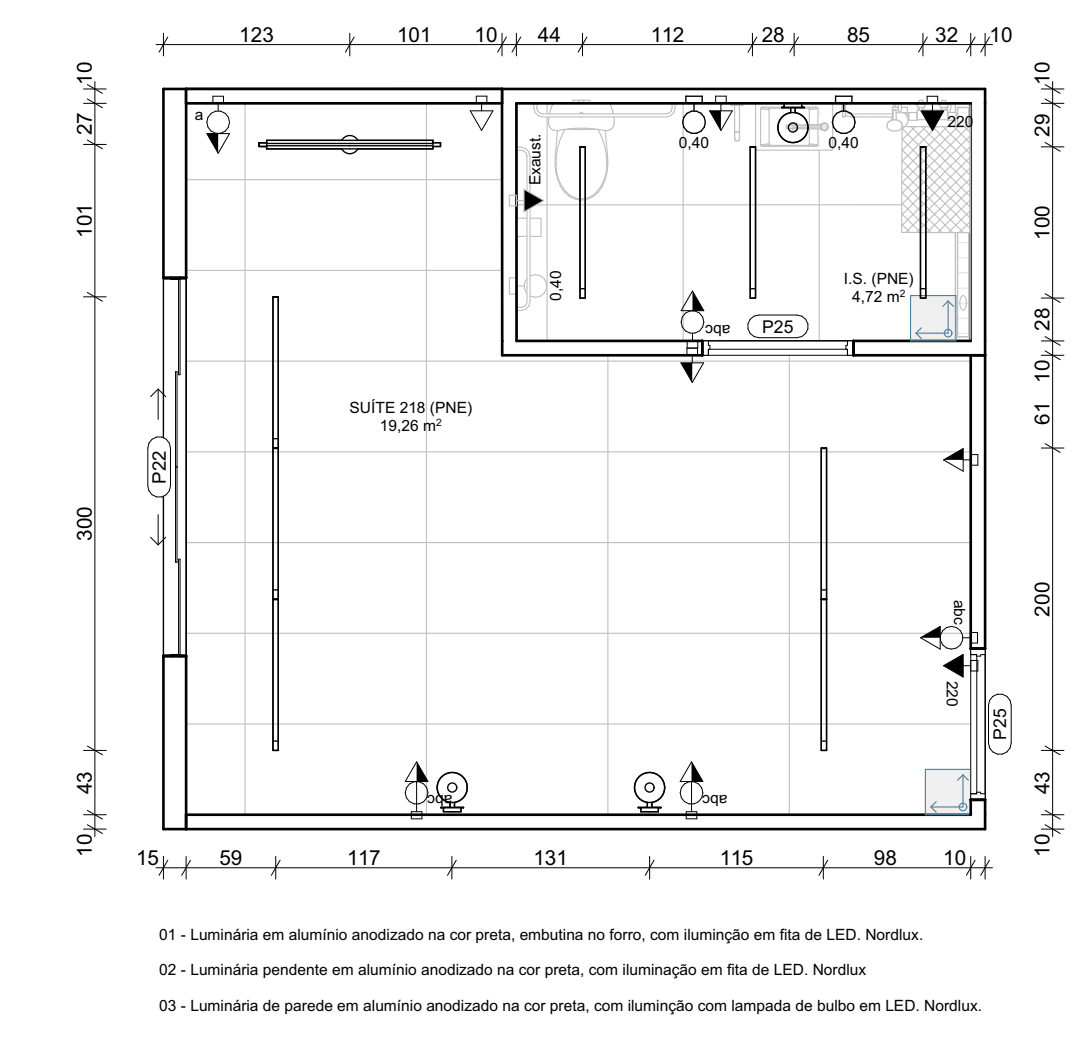 123 101 10 44 112 28 85 32 10
10
27
101
300
43
10
10
29
100
28
10
61
200
43
10
a
Exaust.
0,40
0,40
220
0,40
I.S. (PNE)
4,72 m²
abc
P25
SUÍTE 218 (PNE)
19,26 m²
P22
abc
220
P25
abc
abc
15 59 117 131 115 98 10
01 - Luminária em alumínio anodizado na cor preta, embutina no forro, com iluminção em fita de LED. Nordlux.
02 - Luminária pendente em alumínio anodizado na cor preta, com iluminação em fita de LED. Nordlux
03 - Luminária de parede em alumínio anodizado na cor preta, com iluminção com lampada de bulbo em LED. Nordlux.